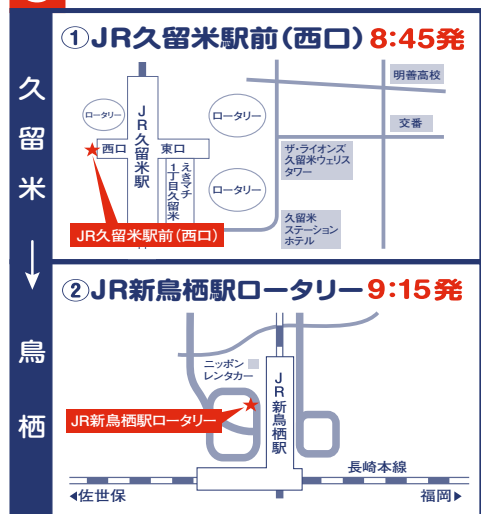 久留米→鳥栖
①JR久留米駅前(西口) 8:45発
明善高校
ロータリー
JR久留米駅
ロータリー
交番
西口
東口
ザ・ライオンズ
久留米ウェリス
タワー
えきマチ
1丁目久留米
ロータリー
久留米
ステーション
ホテル
JR久留米駅前(西口)
②JR新鳥栖駅ロータリー 9:15発
ニッポン
レンタカー
JR新鳥栖駅
JR新鳥栖駅ロータリー
長崎本線
◀佐世保
福岡▶